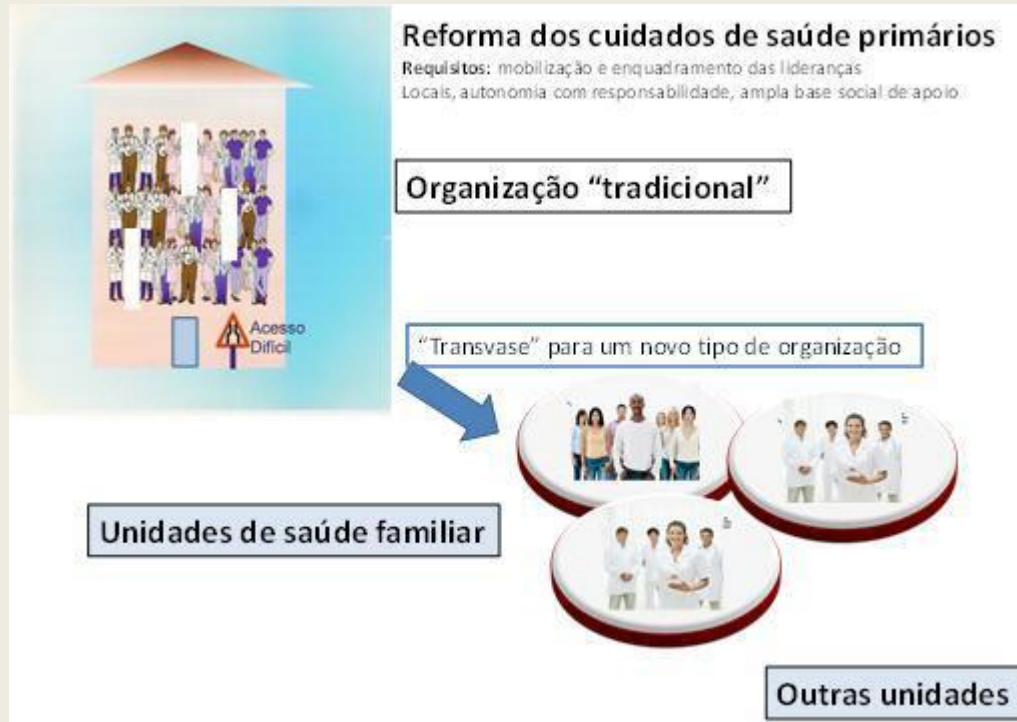 Reforma dos cuidados de saúde primários
Requisitos: mobilização e enquadramento das lideranças
Locais, autonomia com responsabilidade, ampla base social de apoio
Organização “tradicional”
Acesso
Difícil
“Transvase” para um novo tipo de organização
Unidades de saúde familiar
Outras unidades